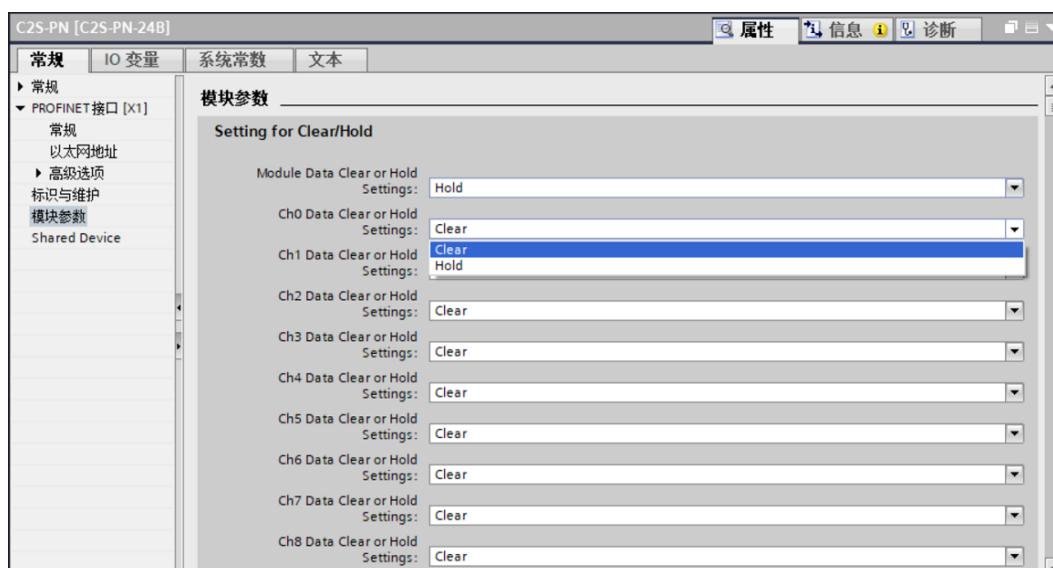 C2S-PN [C2S-PN-24B]
属性
信息
诊断
常规
IO 变量
系统常数
文本
常规
PROFINET接口 [X1]
常规
以太网地址
高级选项
标识与维护
模块参数
Shared Device
模块参数
Setting for Clear/Hold
Module Data Clear or Hold
Settings: Hold
Ch0 Data Clear or Hold
Settings: Clear
Clear
Hold
Ch1 Data Clear or Hold
Settings:
Ch2 Data Clear or Hold
Settings: Clear
Ch3 Data Clear or Hold
Settings: Clear
Ch4 Data Clear or Hold
Settings: Clear
Ch5 Data Clear or Hold
Settings: Clear
Ch6 Data Clear or Hold
Settings: Clear
Ch7 Data Clear or Hold
Settings: Clear
Ch8 Data Clear or Hold
Settings: Clear